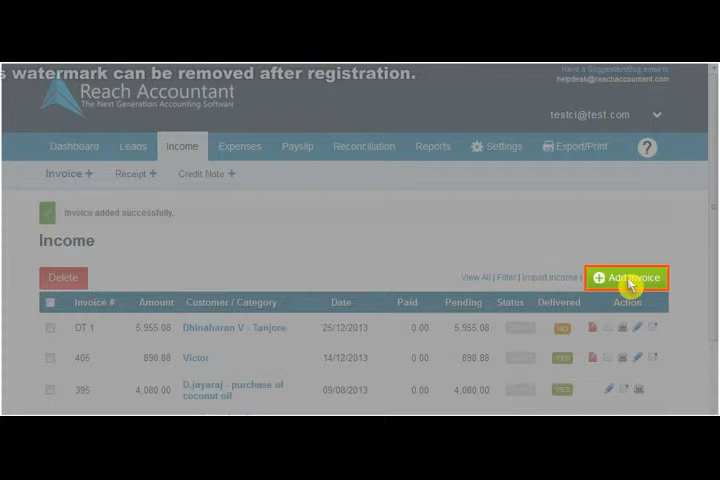 Have a Suggestion/Bug email to
s watermark can be removed after registration.
helpdesk@reachaccountant.com
Reach Accountant
The Next Generation Accounting Software
testcl@test.com
Dashboard Leads Income Expenses Payslip Reconciliation Reports Settings Export/Print ?
Invoice + Receipt + Credit Note +
Invoice added successfully.
Income
Delete View All | Filter | Import Income | Add Invoice
Invoice # Amount Customer / Category Date Paid Pending Status Delivered Action
DT 1 5,955.08 Dhinaharan V - Tanjore 25/12/2013 0.00 5,955.08 NO
405 898.88 Victor 14/12/2013 0.00 898.88 YES
395 4,080.00 D.jayaraj - purchase of coconut oil 09/08/2013 0.00 4,080.00 YES